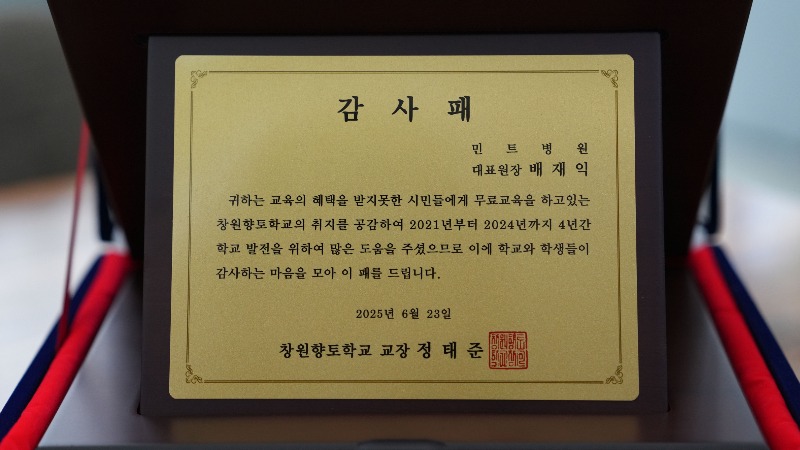 감 사 패
민 트 병 원
대표원장 배 재 익
귀하는 교육의 혜택을 받지못한 시민들에게 무료교육을 하고있는
창원향토학교의 취지를 공감하여 2021년부터 2024년까지 4년간
학교 발전을 위하여 많은 도움을 주셨으므로 이에 학교와 학생들이
감사하는 마음을 모아 이 패를 드립니다.
2025년 6월 23일
창원향토학교 교장 정 태 준